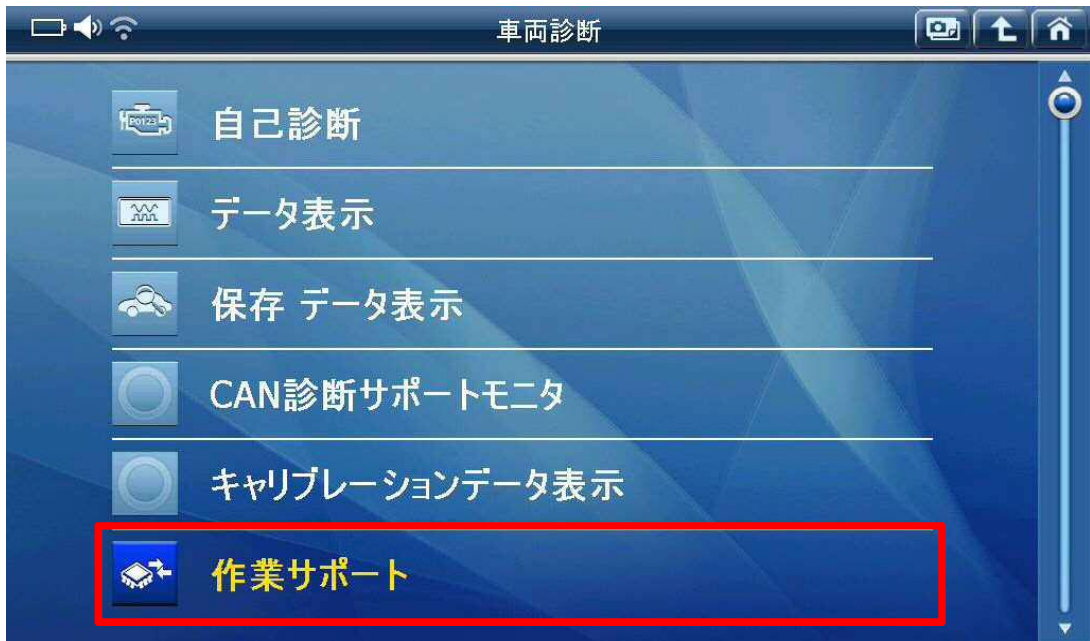 車両診断
自己診断
P0123
データ表示
保存 データ表示
CAN診断サポートモニタ
キャリブレーションデータ表示
作業サポート